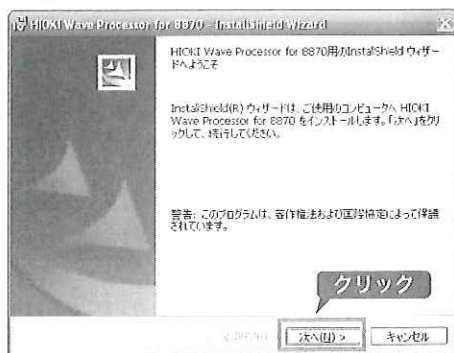 HIOKI Wave Processor for 8870 - InstallShield Wizard
HIOKI Wave Processor for 8870用のInstallShield ウィザー
ドへようこそ
InstallShield(R) ウィザードは、ご使用のコンピュータへ HIOKI
Wave Processor for 8870 をインストールします。「次へ」をクリ
ックして、続行してください。
警告: このプログラムは、著作権法および国際協定によって保護
されています。
クリック
次へ(N) >
キャンセル